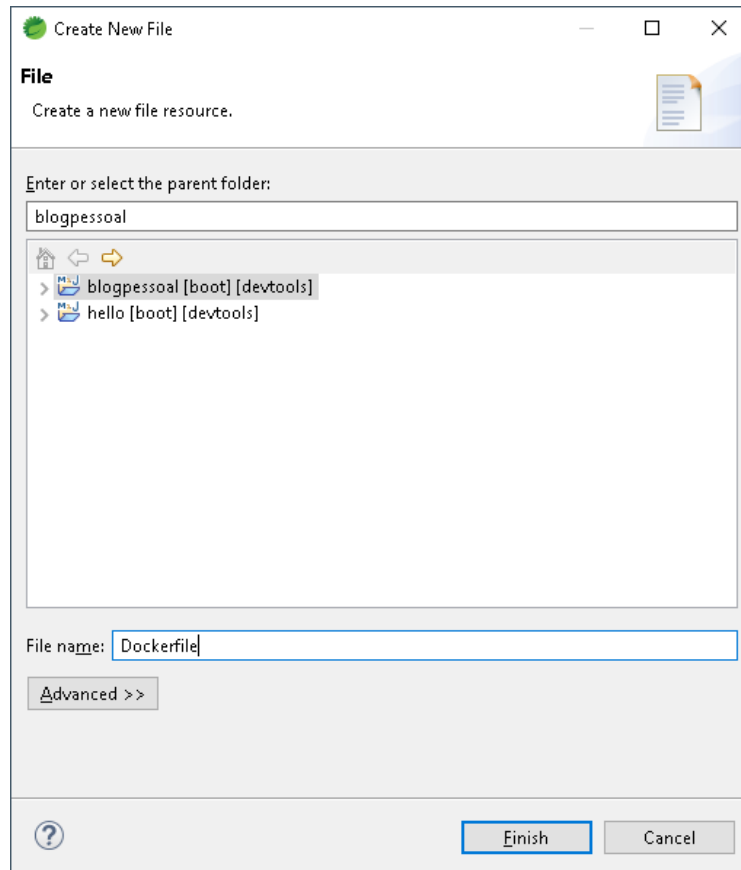 Create New File
File
Create a new file resource.
Enter or select the parent folder:
blogpessoal
blogpessoal [boot] [devtools]
hello [boot] [devtools]
File name: Dockerfile
Advanced >>
Finish Cancel